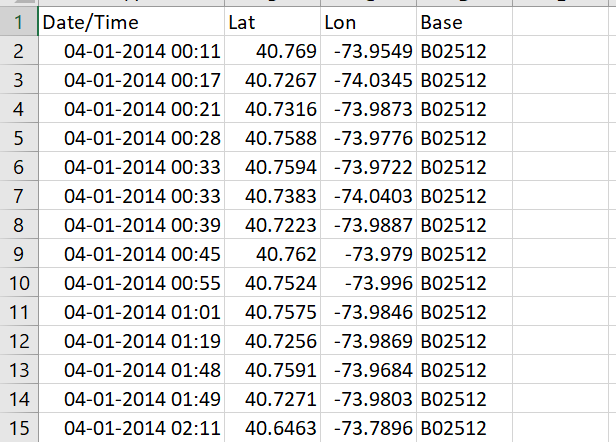 1 Date/Time Lat Lon Base
2 04-01-2014 00:11 40.769 -73.9549 B02512
3 04-01-2014 00:17 40.7267 -74.0345 B02512
4 04-01-2014 00:21 40.7316 -73.9873 B02512
5 04-01-2014 00:28 40.7588 -73.9776 B02512
6 04-01-2014 00:33 40.7594 -73.9722 B02512
7 04-01-2014 00:33 40.7383 -74.0403 B02512
8 04-01-2014 00:39 40.7223 -73.9887 B02512
9 04-01-2014 00:45 40.762 -73.979 B02512
10 04-01-2014 00:55 40.7524 -73.996 B02512
11 04-01-2014 01:01 40.7575 -73.9846 B02512
12 04-01-2014 01:19 40.7256 -73.9869 B02512
13 04-01-2014 01:48 40.7591 -73.9684 B02512
14 04-01-2014 01:49 40.7271 -73.9803 B02512
15 04-01-2014 02:11 40.6463 -73.7896 B02512